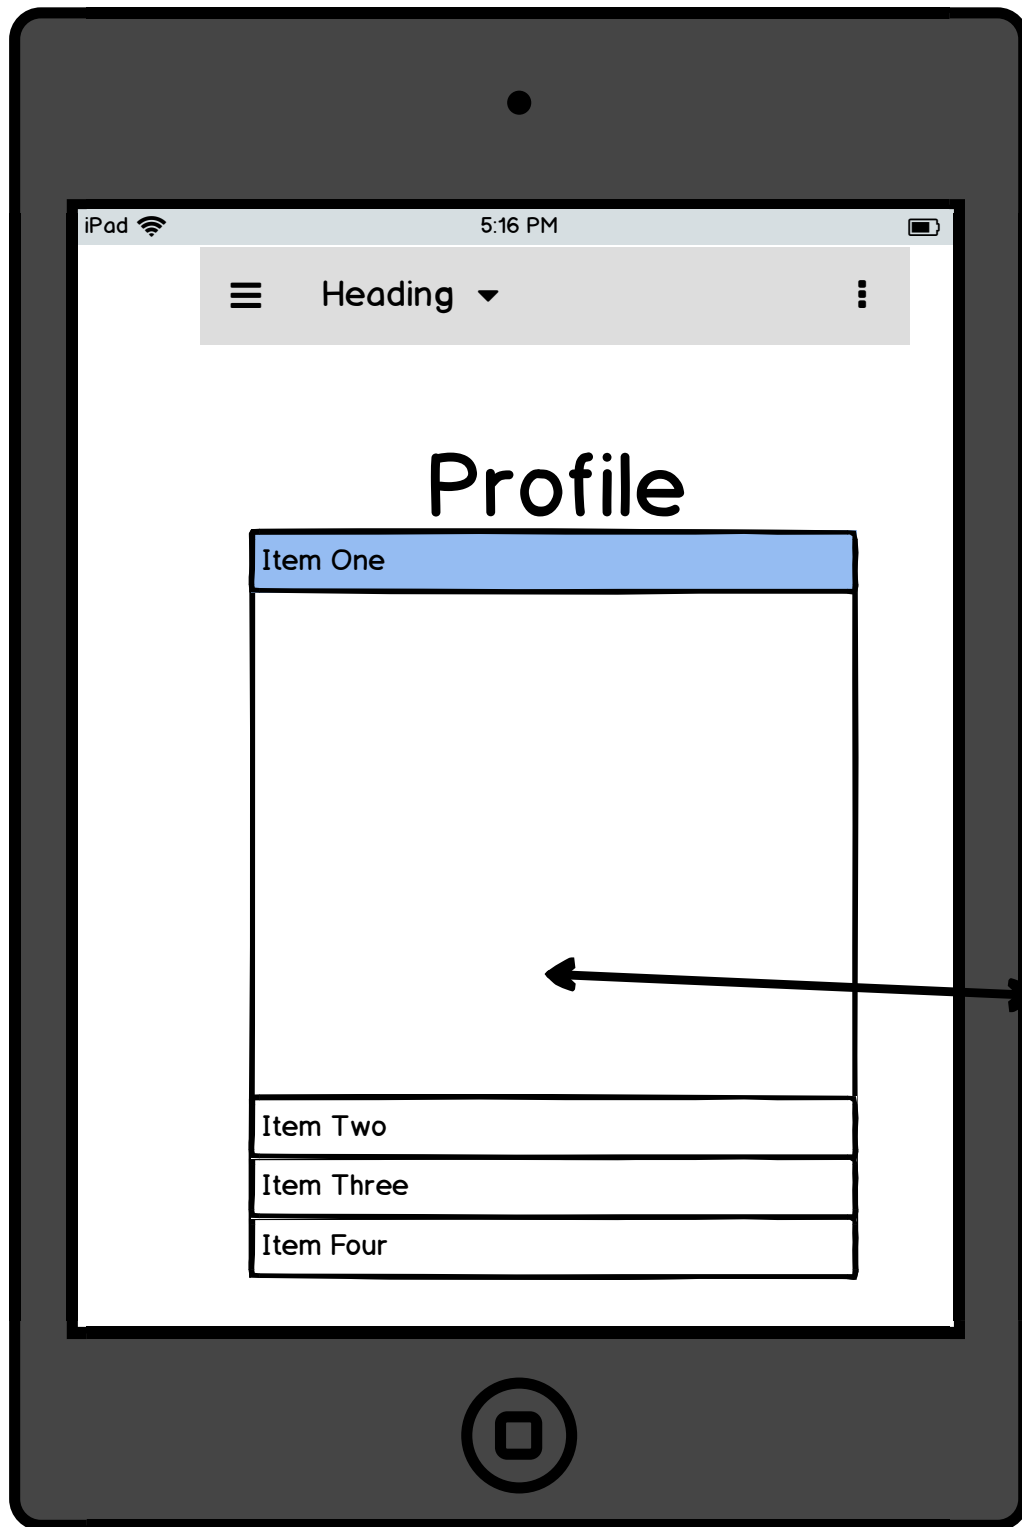 iPad 5:16 PM
Heading
Profile
Item One
Item Two
Item Three
Item Four